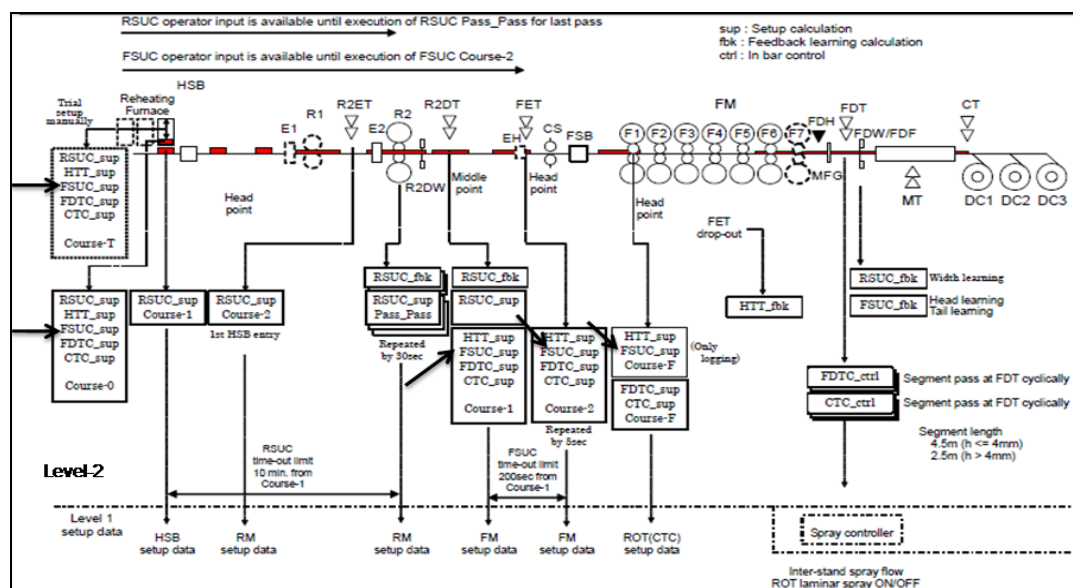 RSUC operator input is available until execution of RSUC Pass_Pass for last pass
FSUC operator input is available until execution of FSUC Course-2
sup : Setup calculation
fbk : Feedback learning calculation
ctrl : In bar control
Trial
setup
manually
Reheating
Furnace
HSB
E1
R1
R2ET
E2
R2
R2DW
R2DT
FET
EH
CS
FSB
FM
F1
F2
F3
F4
F5
F6
F7
MFG
FDH
FDT
FDW/FDF
MT
CT
DC1
DC2
DC3
Head
point
Middle
point
Head
point
Head
point
FET
drop-out
RSUC_sup
HTT_sup
FSUC_sup
FDTC_sup
CTC_sup
Course-T
RSUC_sup
HTT_sup
FSUC_sup
FDTC_sup
CTC_sup
Course-0
RSUC_sup
Course-1
RSUC_sup
Course-2
1st HSB entry
RSUC_fbk
RSUC_sup
Pass_Pass
Repeated
by 30sec
RSUC_fbk
RSUC_sup
HTT_sup
FSUC_sup
FDTC_sup
CTC_sup
Course-1
HTT_sup
FSUC_sup
FDTC_sup
CTC_sup
Course-2
Repeated
by 5sec
HTT_sup
FSUC_sup
Course-F
(Only
logging)
FDTC_sup
CTC_sup
Course-F
HTT_fbk
RSUC_fbk
Width learning
FSUC_fbk
Head learning
Tail learning
FDTC_ctrl
Segment pass at FDT cyclically
CTC_ctrl
Segment pass at FDT cyclically
Segment length
4.5m (h <= 4mm)
2.5m (h > 4mm)
RSUC
time-out limit
10 min. from
Course-1
FSUC
time-out limit
200sec from
Course-1
Level-2
Level 1
setup data
HSB
setup data
RM
setup data
RM
setup data
FM
setup data
FM
setup data
ROT(CTC)
setup data
Spray controller
Inter-stand spray flow
ROT laminar spray ON/OFF